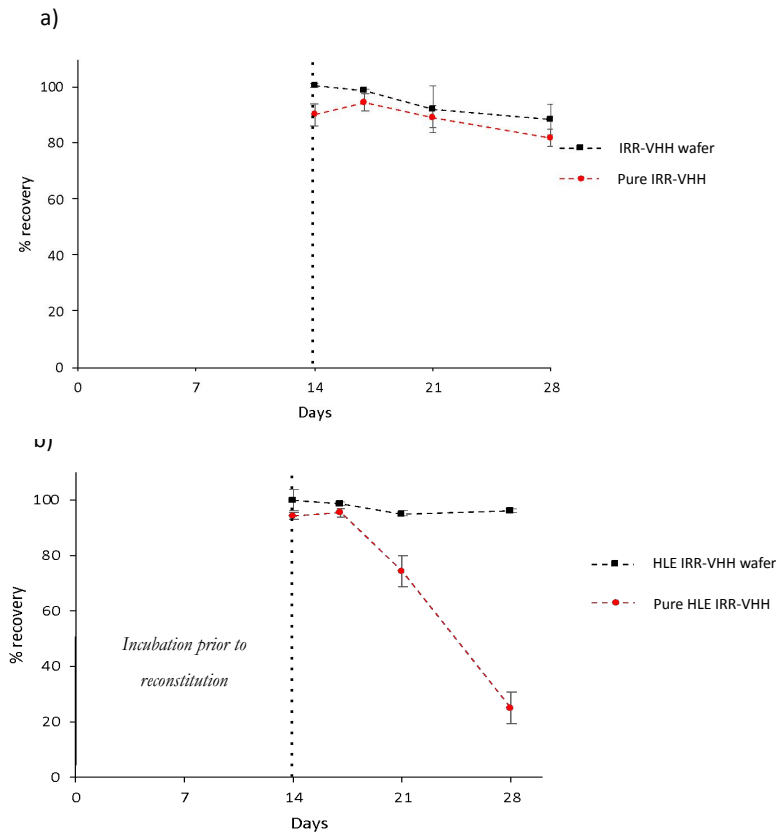 a)
100
80
60
40
20
0
% recovery
0 7 14 21 28
Days
IRR-VHH wafer
Pure IRR-VHH
b)
100
80
60
40
20
0
% recovery
Incubation prior to
reconstitution
0 7 14 21 28
Days
HLE IRR-VHH wafer
Pure HLE IRR-VHH